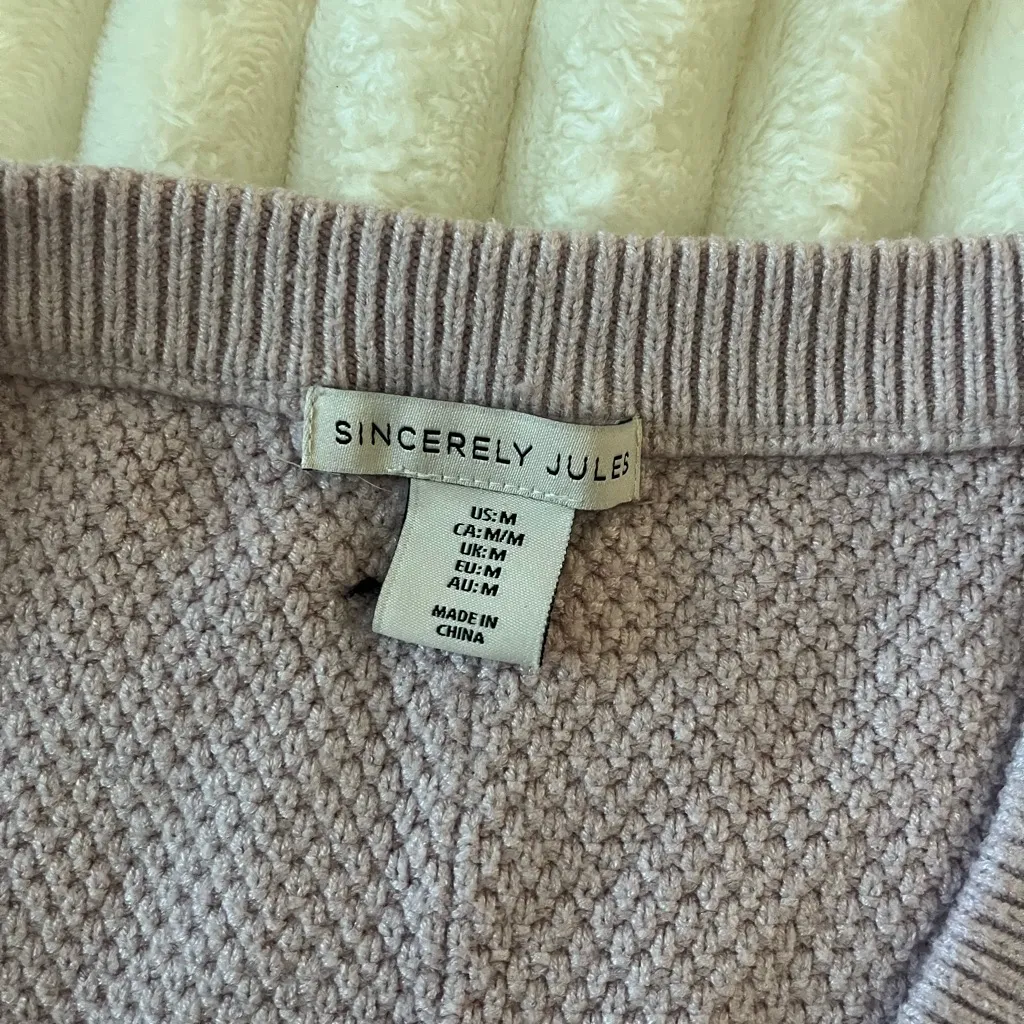 SINCERELY JULES
US: M
CA: M/M
UK: M
EU: M
AU: M
MADE IN
CHINA